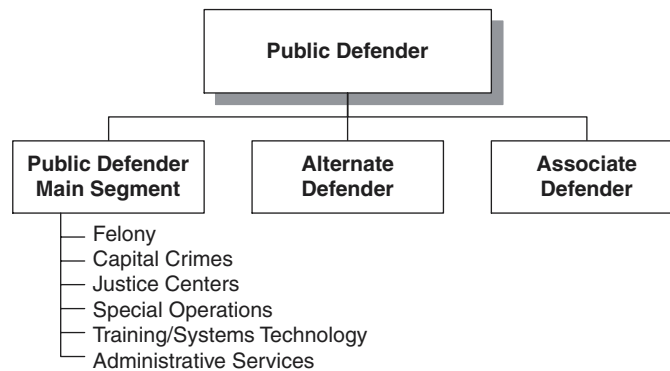 Public Defender
Public Defender
Main Segment
Alternate
Defender
Associate
Defender
Felony
Capital Crimes
Justice Centers
Special Operations
Training/Systems Technology
Administrative Services